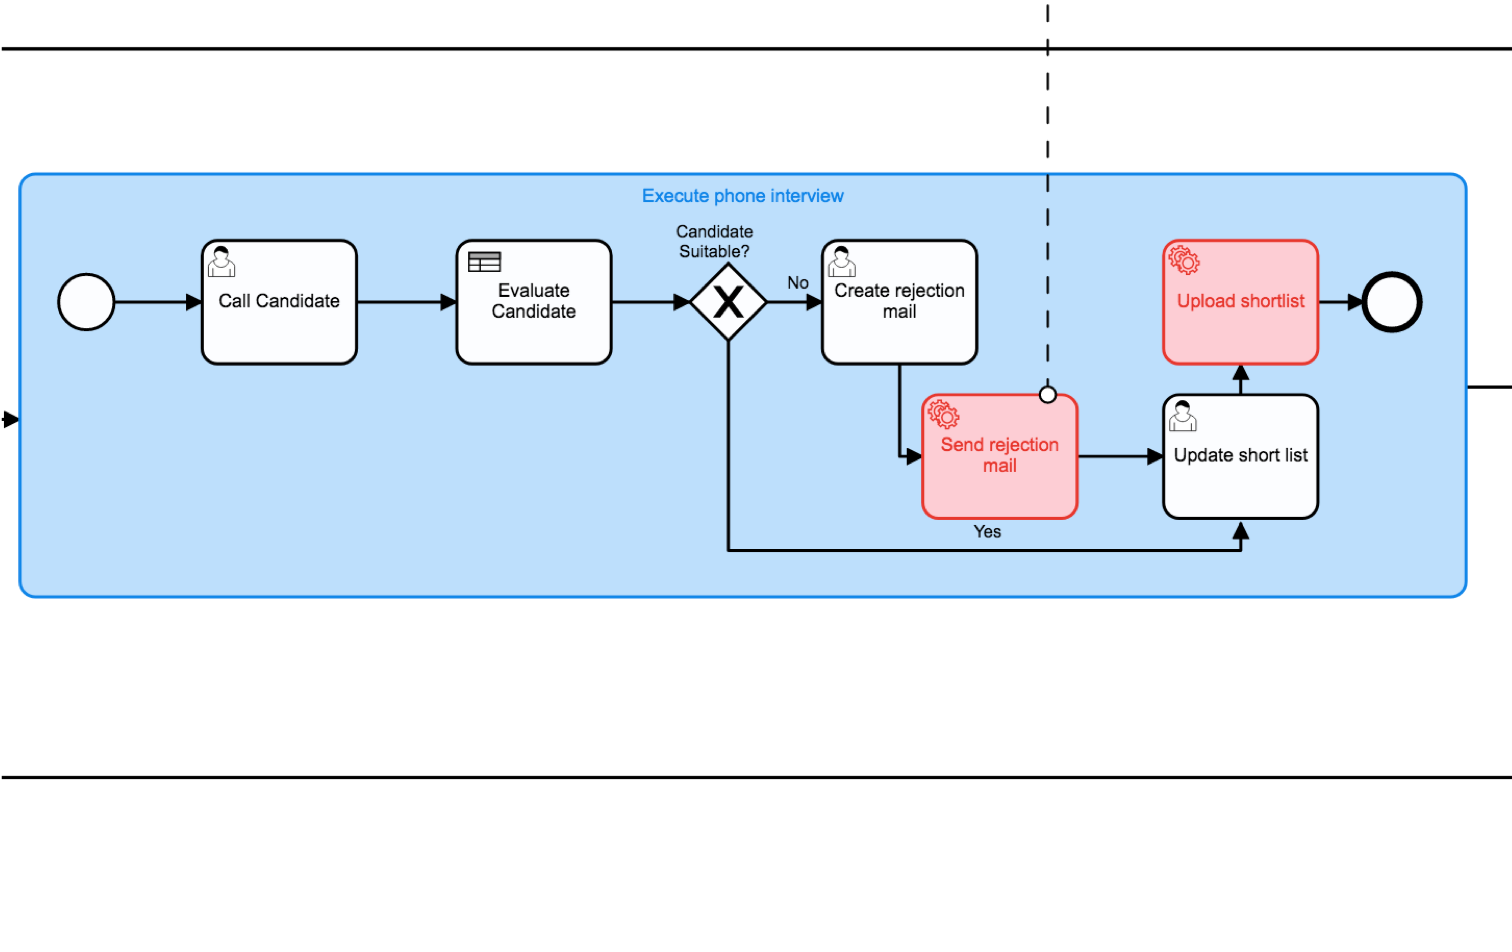 Execute phone interview
Candidate
Suitable?
Call Candidate
Evaluate
Candidate
No
Create rejection
mail
Upload shortlist
Send rejection
mail
Update short list
Yes